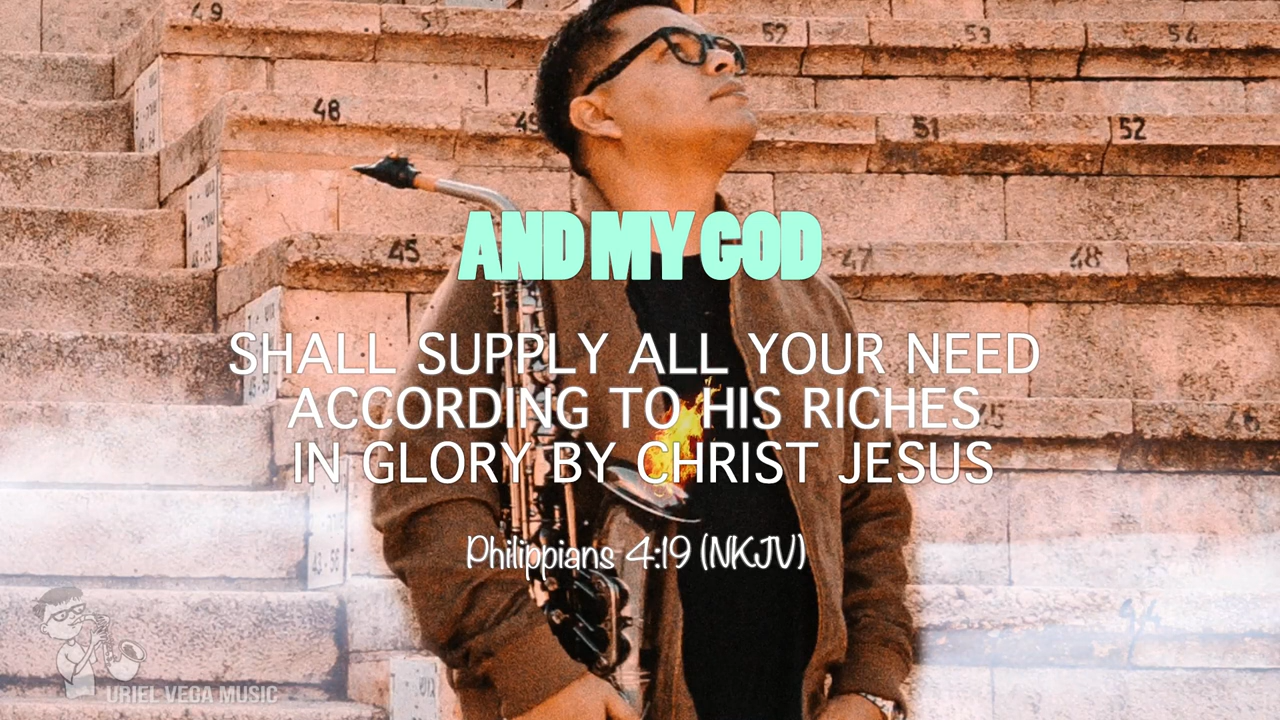 49
52
53
54
48
49
51
52
AND MY GOD
45
47
48
SHALL SUPPLY ALL YOUR NEED
ACCORDING TO HIS RICHES
IN GLORY BY CHRIST JESUS
Philippians 4:19 (NKJV)
URIEL VEGA MUSIC